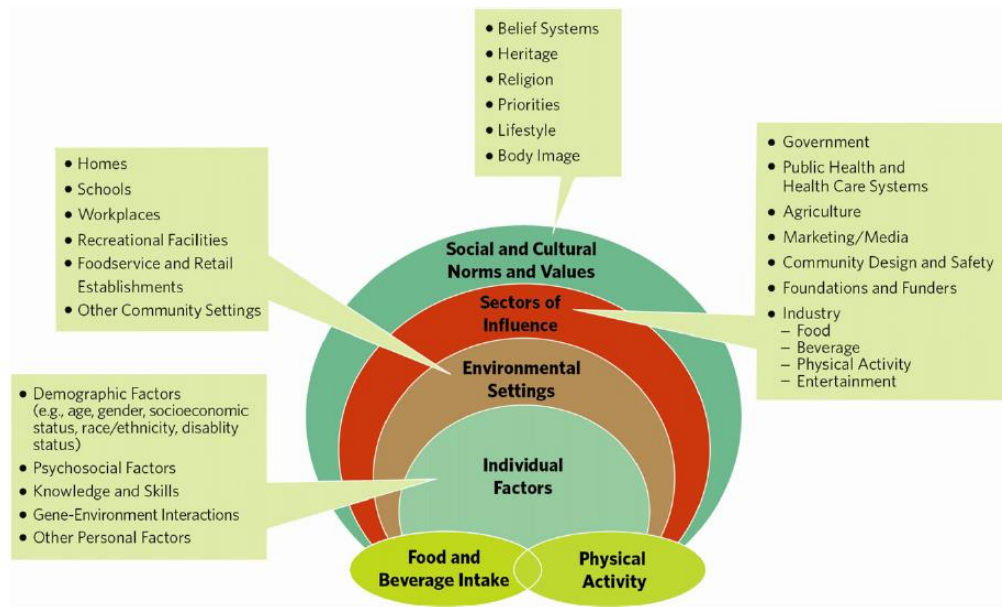 • Belief Systems
• Heritage
• Religion
• Priorities
• Lifestyle
• Body Image
• Homes
• Schools
• Workplaces
• Recreational Facilities
• Foodservice and Retail
Establishments
• Other Community Settings
• Government
• Public Health and
Health Care Systems
• Agriculture
• Marketing/Media
• Community Design and Safety
• Foundations and Funders
• Industry
– Food
– Beverage
– Physical Activity
– Entertainment
• Demographic Factors
(e.g., age, gender, socioeconomic
status, race/ethnicity, disablity
status)
• Psychosocial Factors
• Knowledge and Skills
• Gene-Environment Interactions
• Other Personal Factors
Social and Cultural
Norms and Values
Sectors of
Influence
Environmental
Settings
Individual
Factors
Food and
Beverage Intake
Physical
Activity